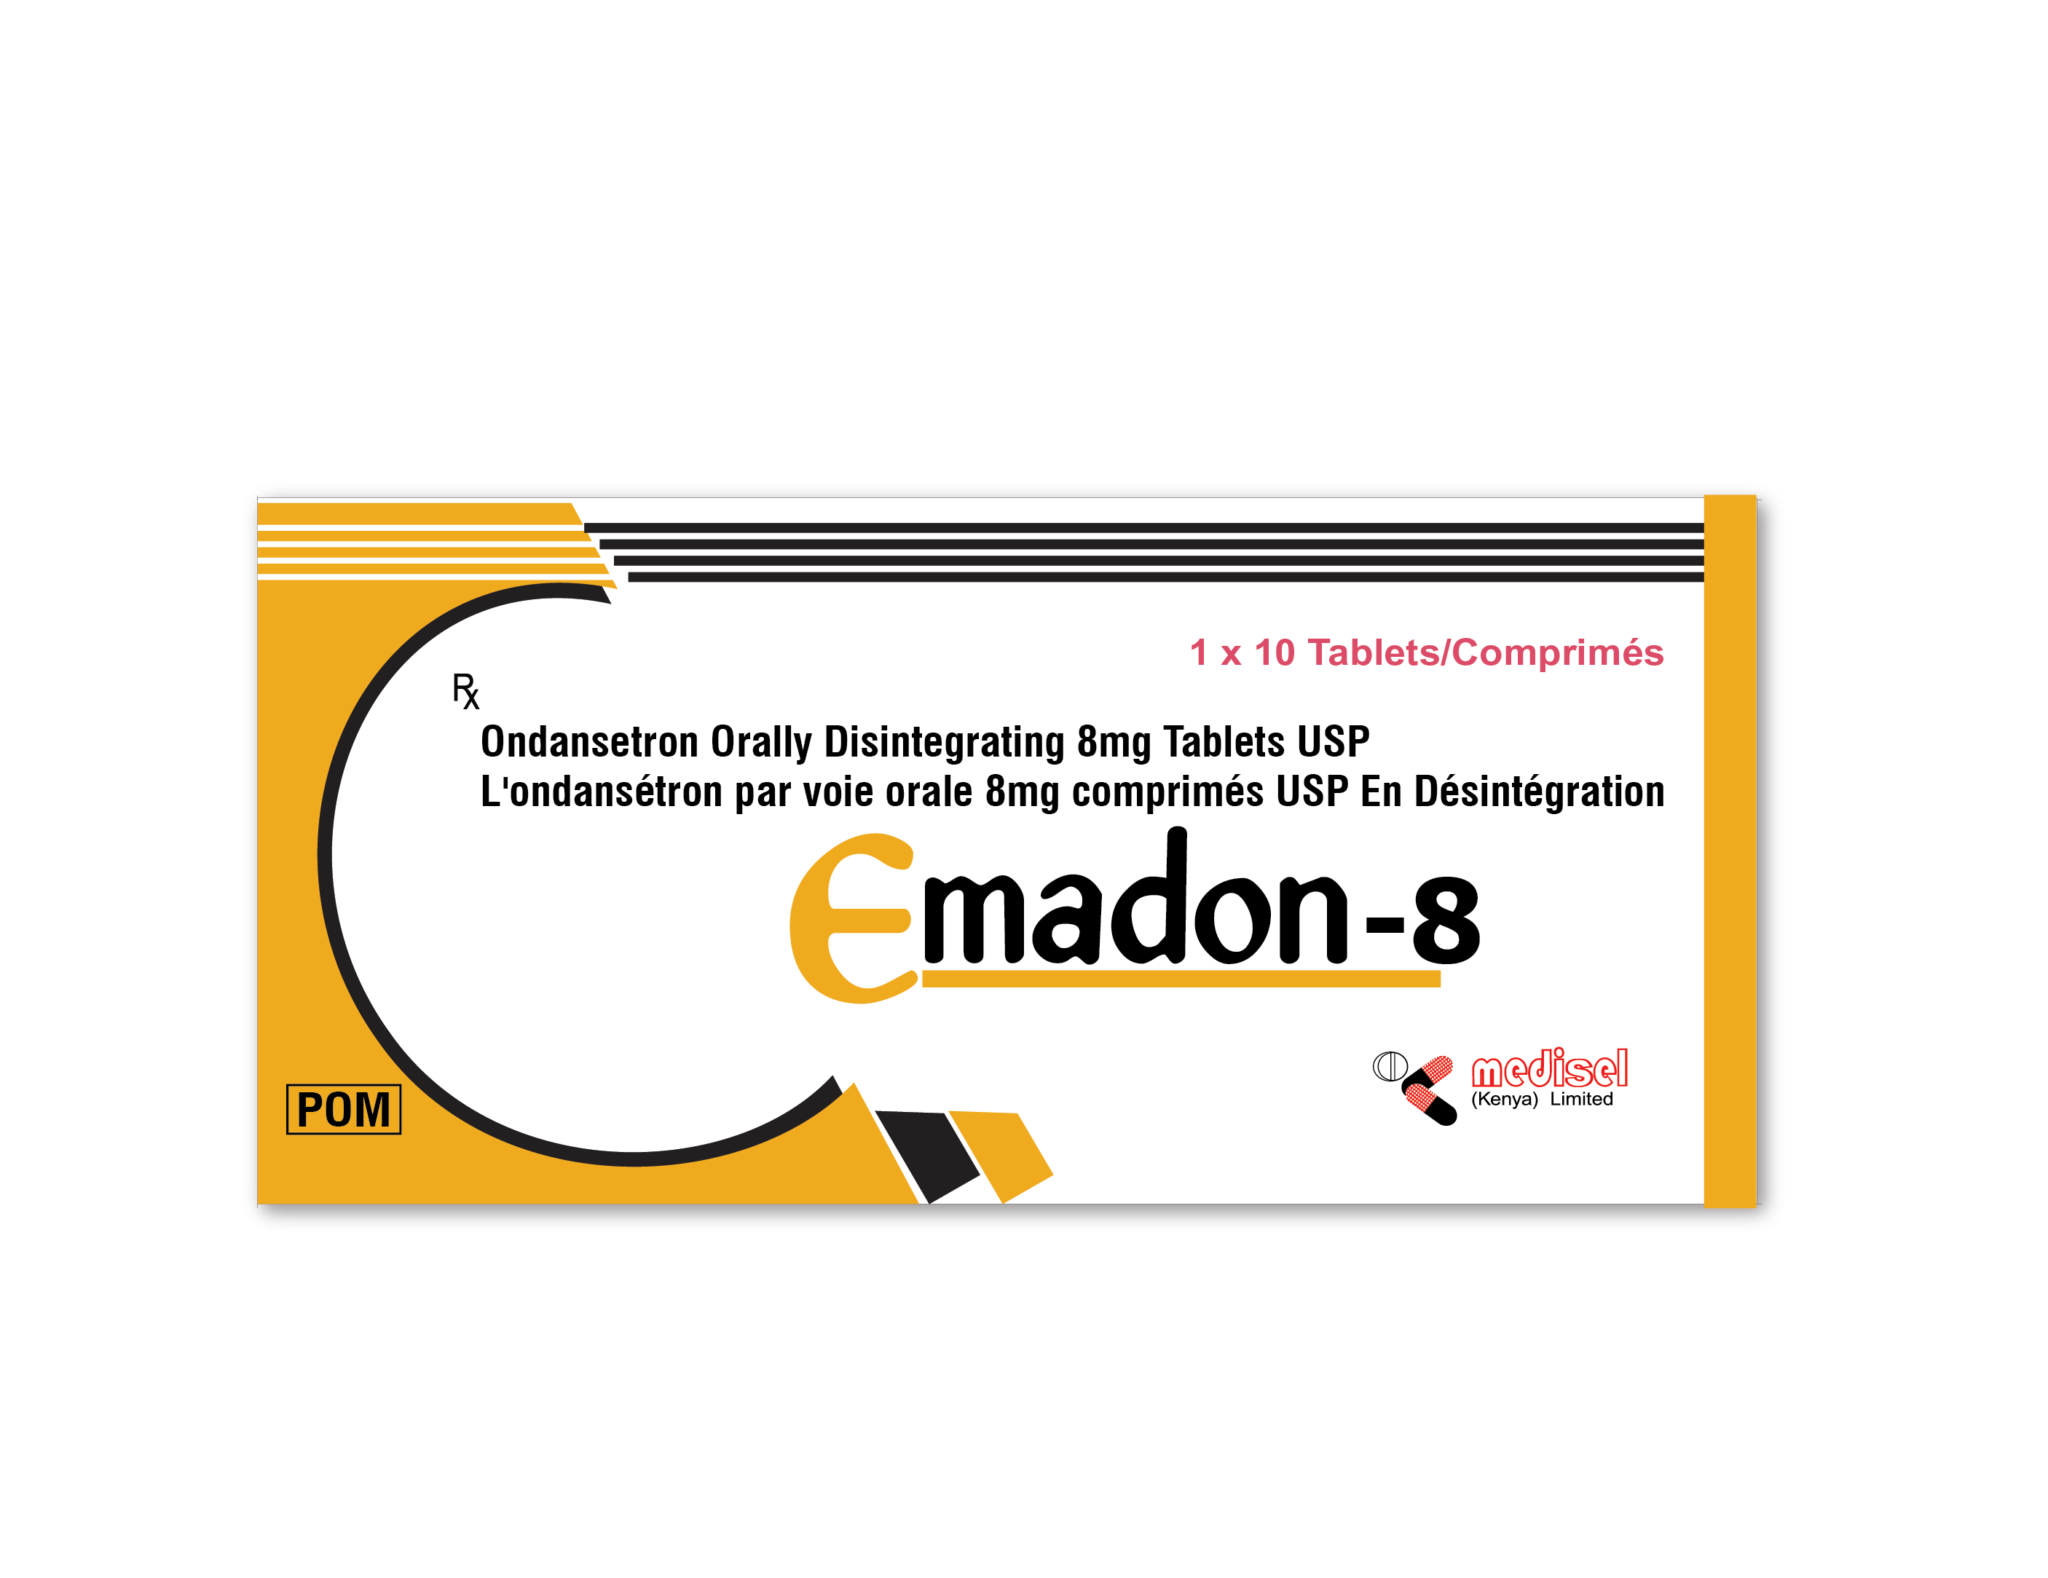 1 x 10 Tablets/Comprimés
Rx
Ondansetron Orally Disintegrating 8mg Tablets USP
L'ondansétron par voie orale 8mg comprimés USP En Désintégration
Emadon-8
medisel
(Kenya) Limited
POM